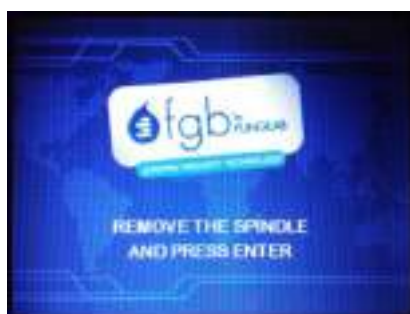 fgb
by FUNGILAB
REMOVE THE SPINDLE
AND PRESS ENTER